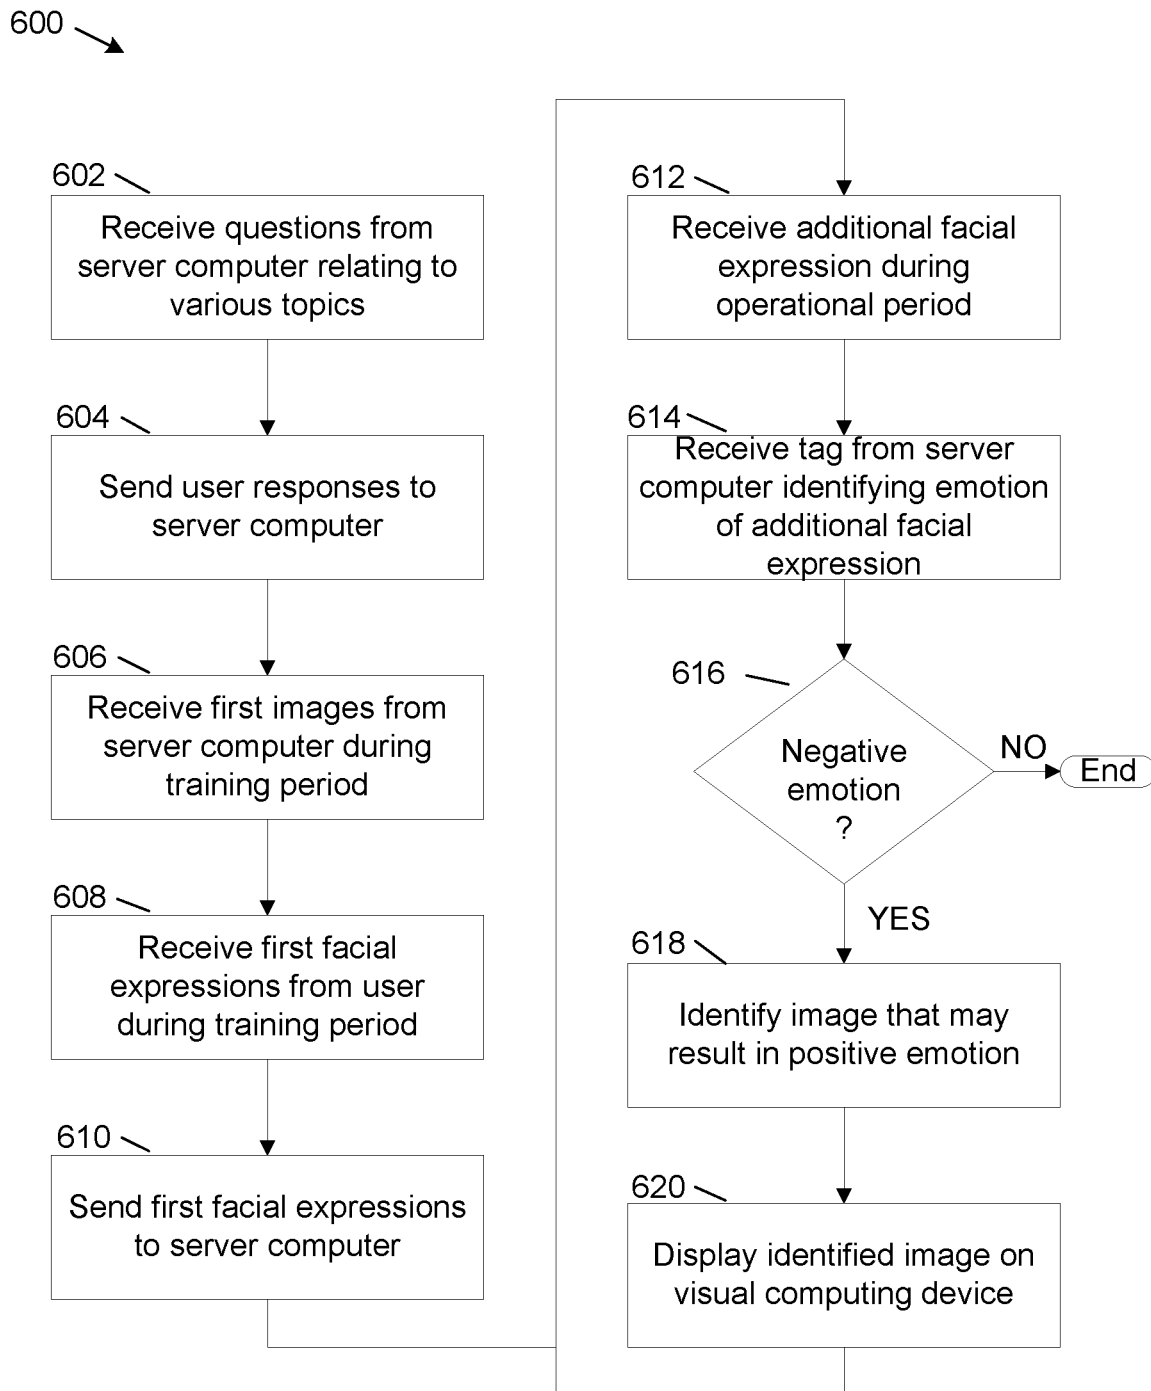 600
602
Receive questions from
server computer relating to
various topics
604
Send user responses to
server computer
606
Receive first images from
server computer during
training period
608
Receive first facial
expressions from user
during training period
610
Send first facial expressions
to server computer
612
Receive additional facial
expression during
operational period
614
Receive tag from server
computer identifying emotion
of additional facial
expression
616
Negative
emotion
?
NO
End
YES
618
Identify image that may
result in positive emotion
620
Display identified image on
visual computing device